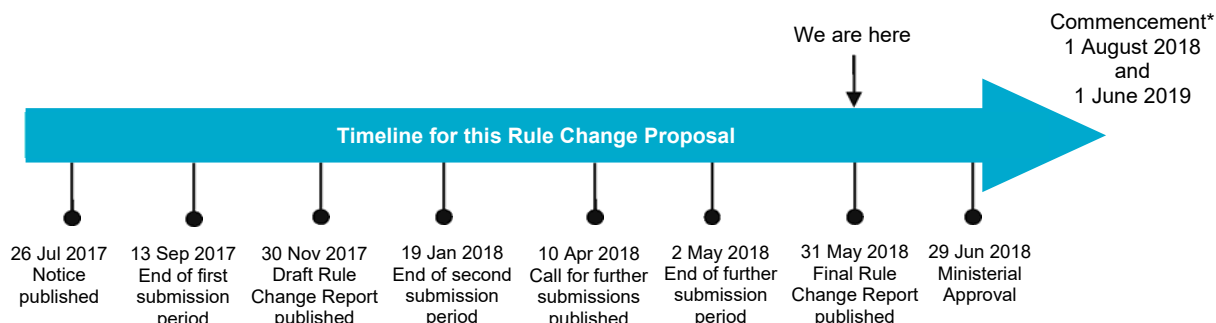 We are here
Commencement*
1 August 2018
and
1 June 2019
Timeline for this Rule Change Proposal
26 Jul 2017
Notice
published
13 Sep 2017
End of first
submission
period
30 Nov 2017
Draft Rule
Change Report
published
19 Jan 2018
End of second
submission
period
10 Apr 2018
Call for further
submissions
published
2 May 2018
End of further
submission
period
31 May 2018
Final Rule
Change Report
published
29 Jun 2018
Ministerial
Approval